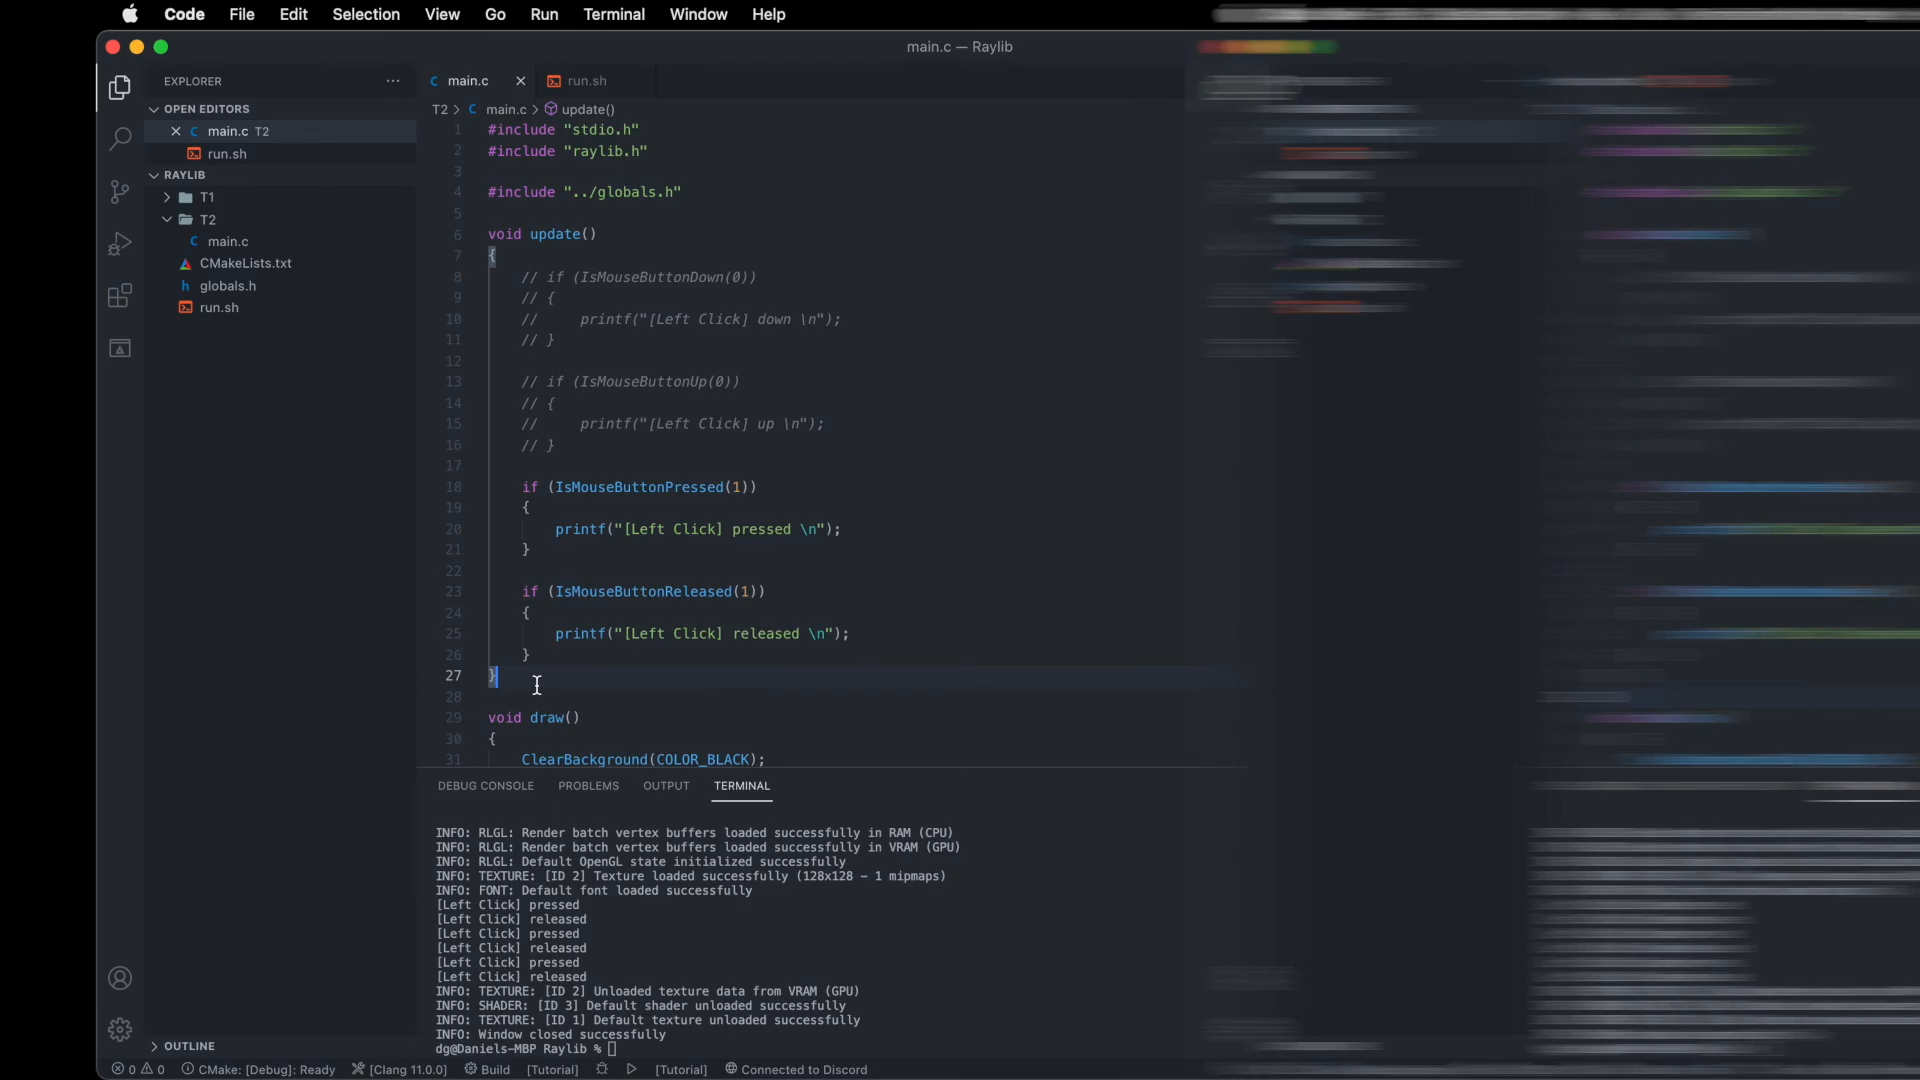 Code File Edit Selection View Go Run Terminal Window Help
main.c — Raylib
EXPLORER
OPEN EDITORS
main.c T2
run.sh
RAYLIB
T1
T2
main.c
CMakeLists.txt
globals.h
run.sh
OUTLINE
main.c run.sh
T2 > C main.c > update()
1 #include "stdio.h"
2 #include "raylib.h"
3
4 #include "../globals.h"
5
6 void update()
7 {
8 // if (IsMouseButtonDown(0))
9 // {
10 //     printf("[Left Click] down \n");
11 // }
12
13 // if (IsMouseButtonUp(0))
14 // {
15 //     printf("[Left Click] up \n");
16 // }
17
18 if (IsMouseButtonPressed(1))
19 {
20 printf("[Left Click] pressed \n");
21 }
22
23 if (IsMouseButtonReleased(1))
24 {
25 printf("[Left Click] released \n");
26 }
27 }
28
29 void draw()
30 {
31 ClearBackground(COLOR_BLACK);
DEBUG CONSOLE PROBLEMS OUTPUT TERMINAL
INFO: RLGL: Render batch vertex buffers loaded successfully in RAM (CPU)
INFO: RLGL: Render batch vertex buffers loaded successfully in VRAM (GPU)
INFO: RLGL: Default OpenGL state initialized successfully
INFO: TEXTURE: [ID 2] Texture loaded successfully (128x128 - 1 mipmaps)
INFO: FONT: Default font loaded successfully
[Left Click] pressed
[Left Click] released
[Left Click] pressed
[Left Click] released
[Left Click] pressed
[Left Click] released
INFO: TEXTURE: [ID 2] Unloaded texture data from VRAM (GPU)
INFO: SHADER: [ID 3] Default shader unloaded successfully
INFO: TEXTURE: [ID 1] Default texture unloaded successfully
INFO: Window closed successfully
dg@Daniels-MBP Raylib %
0 0 CMake: [Debug]: Ready [Clang 11.0.0] Build [Tutorial] [Tutorial] Connected to Discord